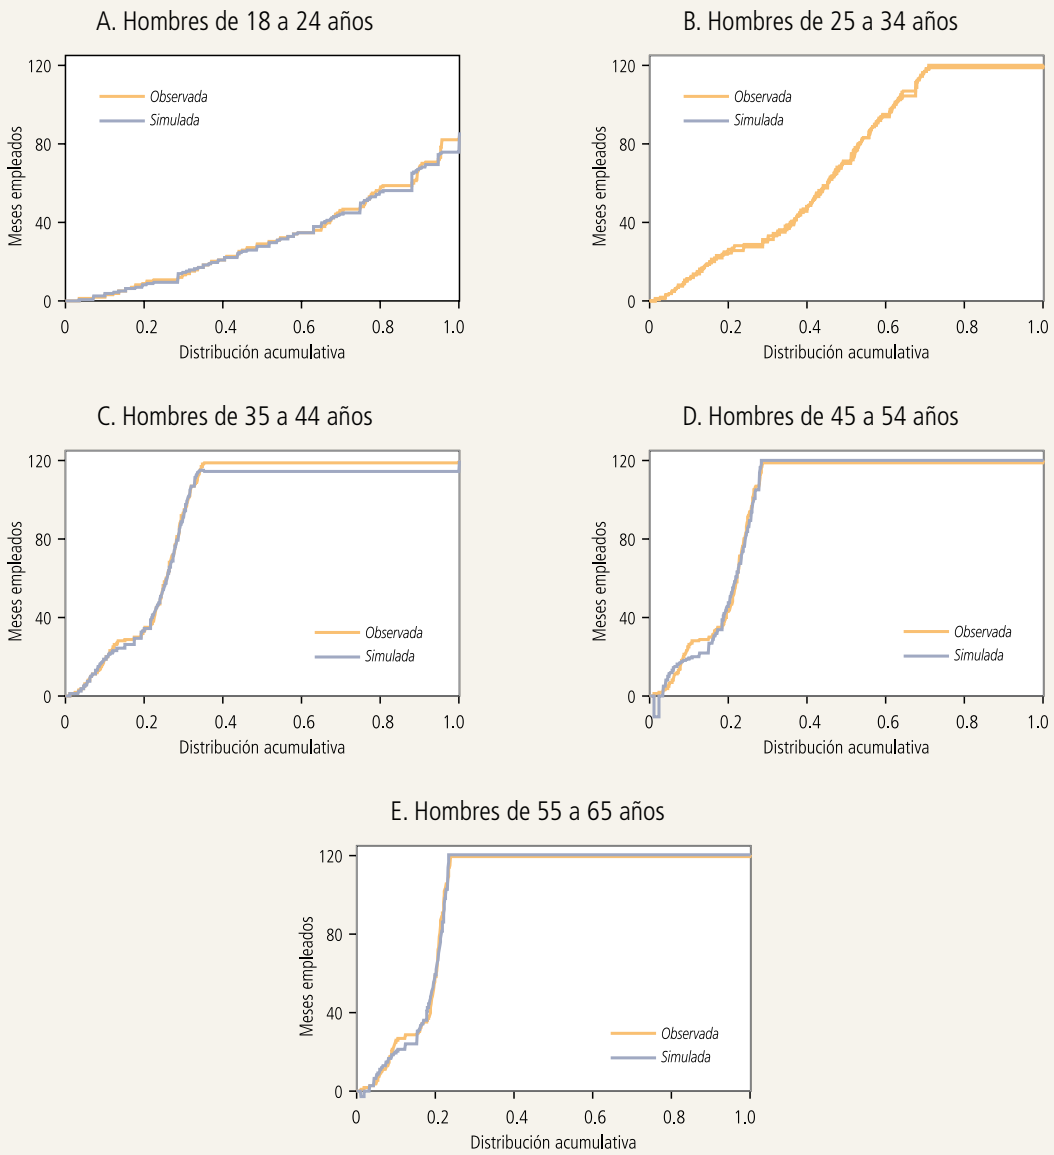 A. Hombres de 18 a 24 años
120
80
40
0
Meses empleados
Observada
Simulada
0 0.2 0.4 0.6 0.8 1.0
Distribución acumulativa
B. Hombres de 25 a 34 años
120
80
40
0
Meses empleados
Observada
Simulada
0 0.2 0.4 0.6 0.8 1.0
Distribución acumulativa
C. Hombres de 35 a 44 años
120
80
40
0
Meses empleados
Observada
Simulada
0 0.2 0.4 0.6 0.8 1.0
Distribución acumulativa
D. Hombres de 45 a 54 años
120
80
40
0
Meses empleados
Observada
Simulada
0 0.2 0.4 0.6 0.8 1.0
Distribución acumulativa
E. Hombres de 55 a 65 años
120
80
40
0
Meses empleados
Observada
Simulada
0 0.2 0.4 0.6 0.8 1.0
Distribución acumulativa